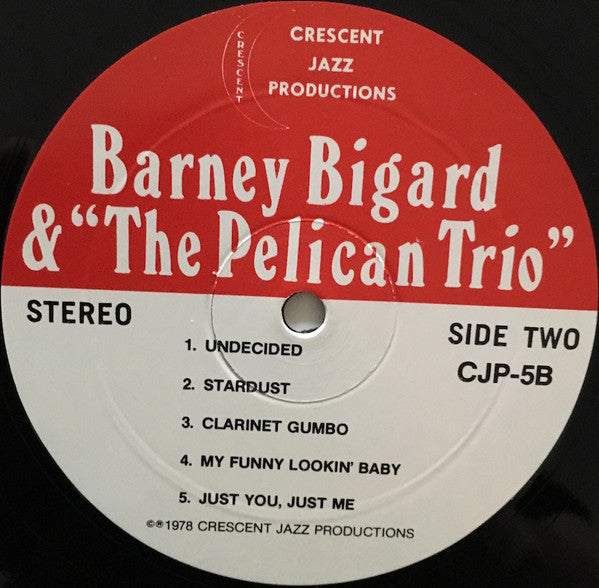 CRESCENT
CRESCENT
JAZZ
PRODUCTIONS
Barney Bigard
& “The Pelican Trio”
STEREO
SIDE TWO
CJP-5B
1. UNDECIDED
2. STARDUST
3. CLARINET GUMBO
4. MY FUNNY LOOKIN’ BABY
5. JUST YOU, JUST ME
©℗1978 CRESCENT JAZZ PRODUCTIONS